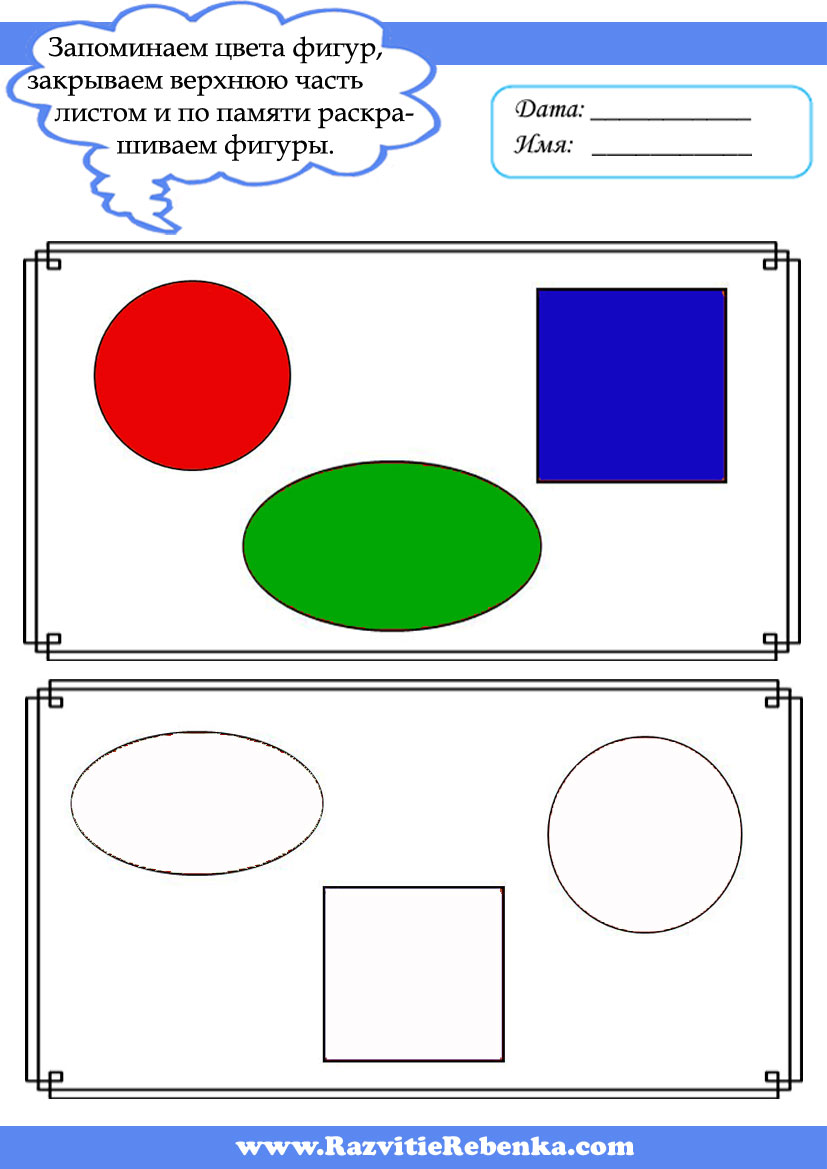 Запоминаем цвета фигур,
закрываем верхнюю часть
листом и по памяти раскра-
шиваем фигуры.
Дата: ____________
Имя: ____________
www.RazvitieRebenka.com